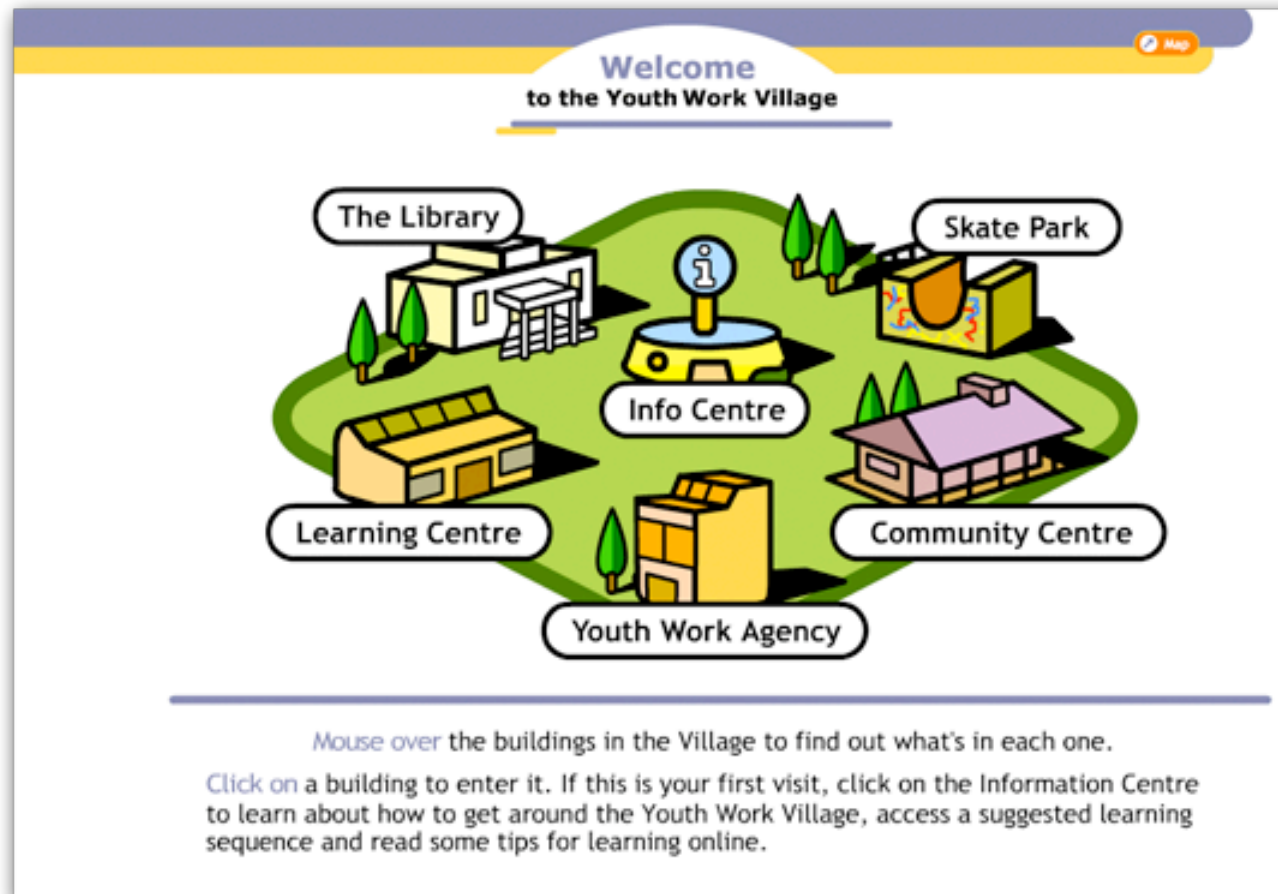 Map
Welcome
to the Youth Work Village
The Library
Skate Park
i
Info Centre
Learning Centre
Community Centre
Youth Work Agency
Mouse over the buildings in the Village to find out what's in each one.
Click on a building to enter it. If this is your first visit, click on the Information Centre
to learn about how to get around the Youth Work Village, access a suggested learning
sequence and read some tips for learning online.